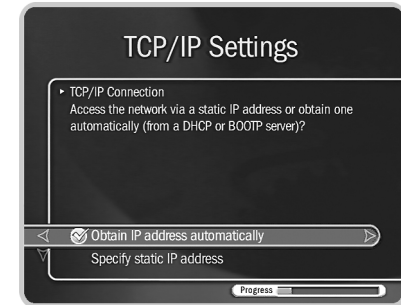 TCP/IP Settings
TCP/IP Connection
Access the network via a static IP address or obtain one
automatically (from a DHCP or BOOTP server)?
Obtain IP address automatically
Specify static IP address
Progress